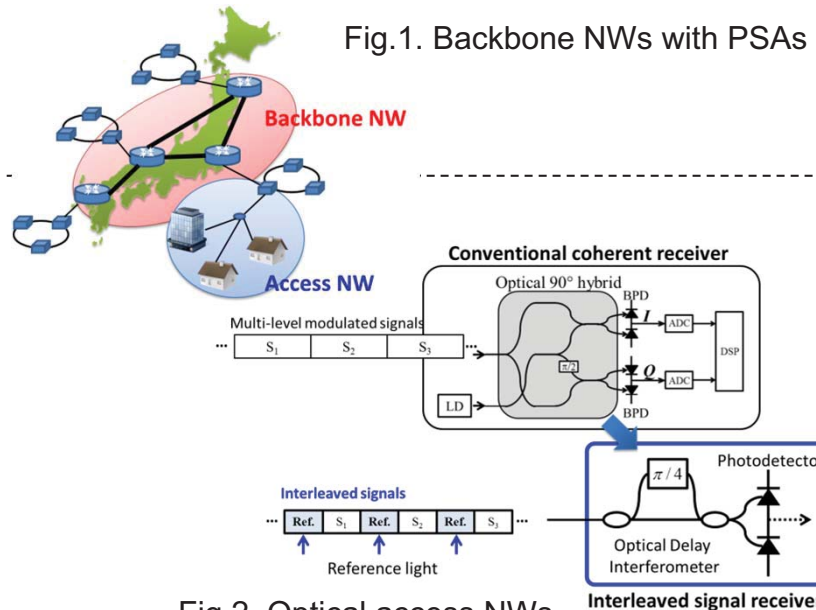 Fig.1. Backbone NWs with PSAs
Backbone NW
Access NW
Conventional coherent receiver
Optical 90° hybrid
BPD
Multi-level modulated signals
I
ADC
... S₁ S₂ S₃ ...
π/2
DSP
Q
ADC
LD
BPD
Photodetecto
π/4
Interleaved signals
... Ref. S₁ Ref. S₂ Ref. S₃ ...
Reference light
Optical Delay
Interferometer
Interleaved signal receiver
Fig.2. Optical access NWs